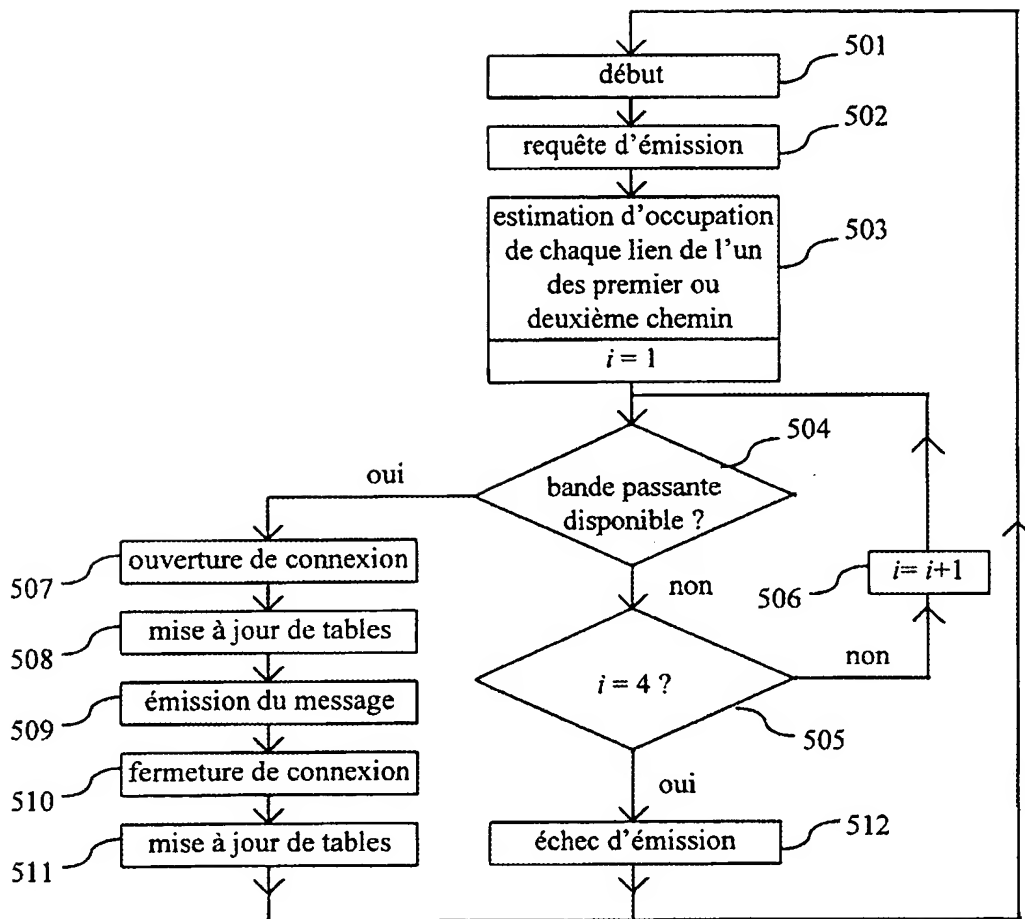 501
début
502
requête d'émission
503
estimation d'occupation
de chaque lien de l'un
des premier ou
deuxième chemin
i = 1
504
oui
bande passante
disponible ?
non
506
i= i+1
507
ouverture de connexion
508
mise à jour de tables
509
émission du message
510
fermeture de connexion
511
mise à jour de tables
i = 4 ?
non
505
oui
512
échec d'émission